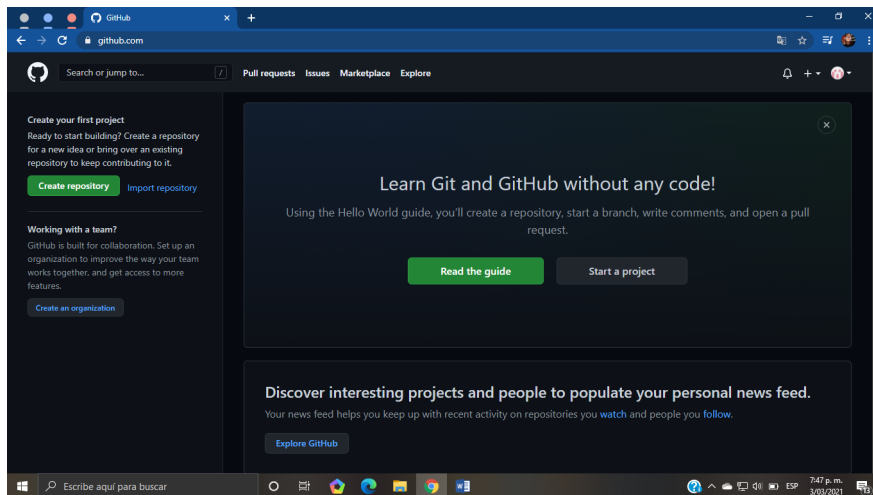 GitHub
github.com
Search or jump to...
/
Pull requests Issues Marketplace Explore
Create your first project
Ready to start building? Create a repository
for a new idea or bring over an existing
repository to keep contributing to it.
Create repository Import repository
Working with a team?
GitHub is built for collaboration. Set up an
organization to improve the way your team
works together, and get access to more
features.
Create an organization
Learn Git and GitHub without any code!
Using the Hello World guide, you'll create a repository, start a branch, write comments, and open a pull
request.
Read the guide Start a project
Discover interesting projects and people to populate your personal news feed.
Your news feed helps you keep up with recent activity on repositories you watch and people you follow.
Explore GitHub
Escribe aquí para buscar
ESP
7:47 p. m.
3/03/2021
13